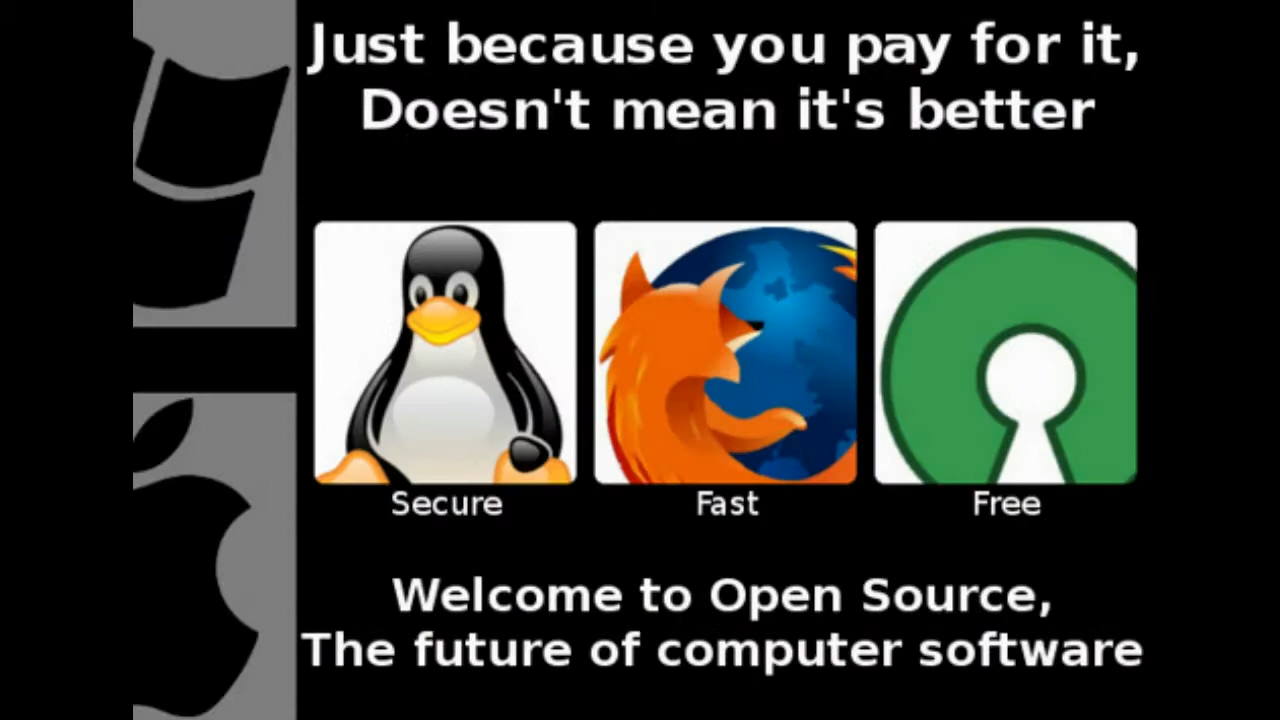 Just because you pay for it,
Doesn't mean it's better
Secure
Fast
Free
Welcome to Open Source,
The future of computer software